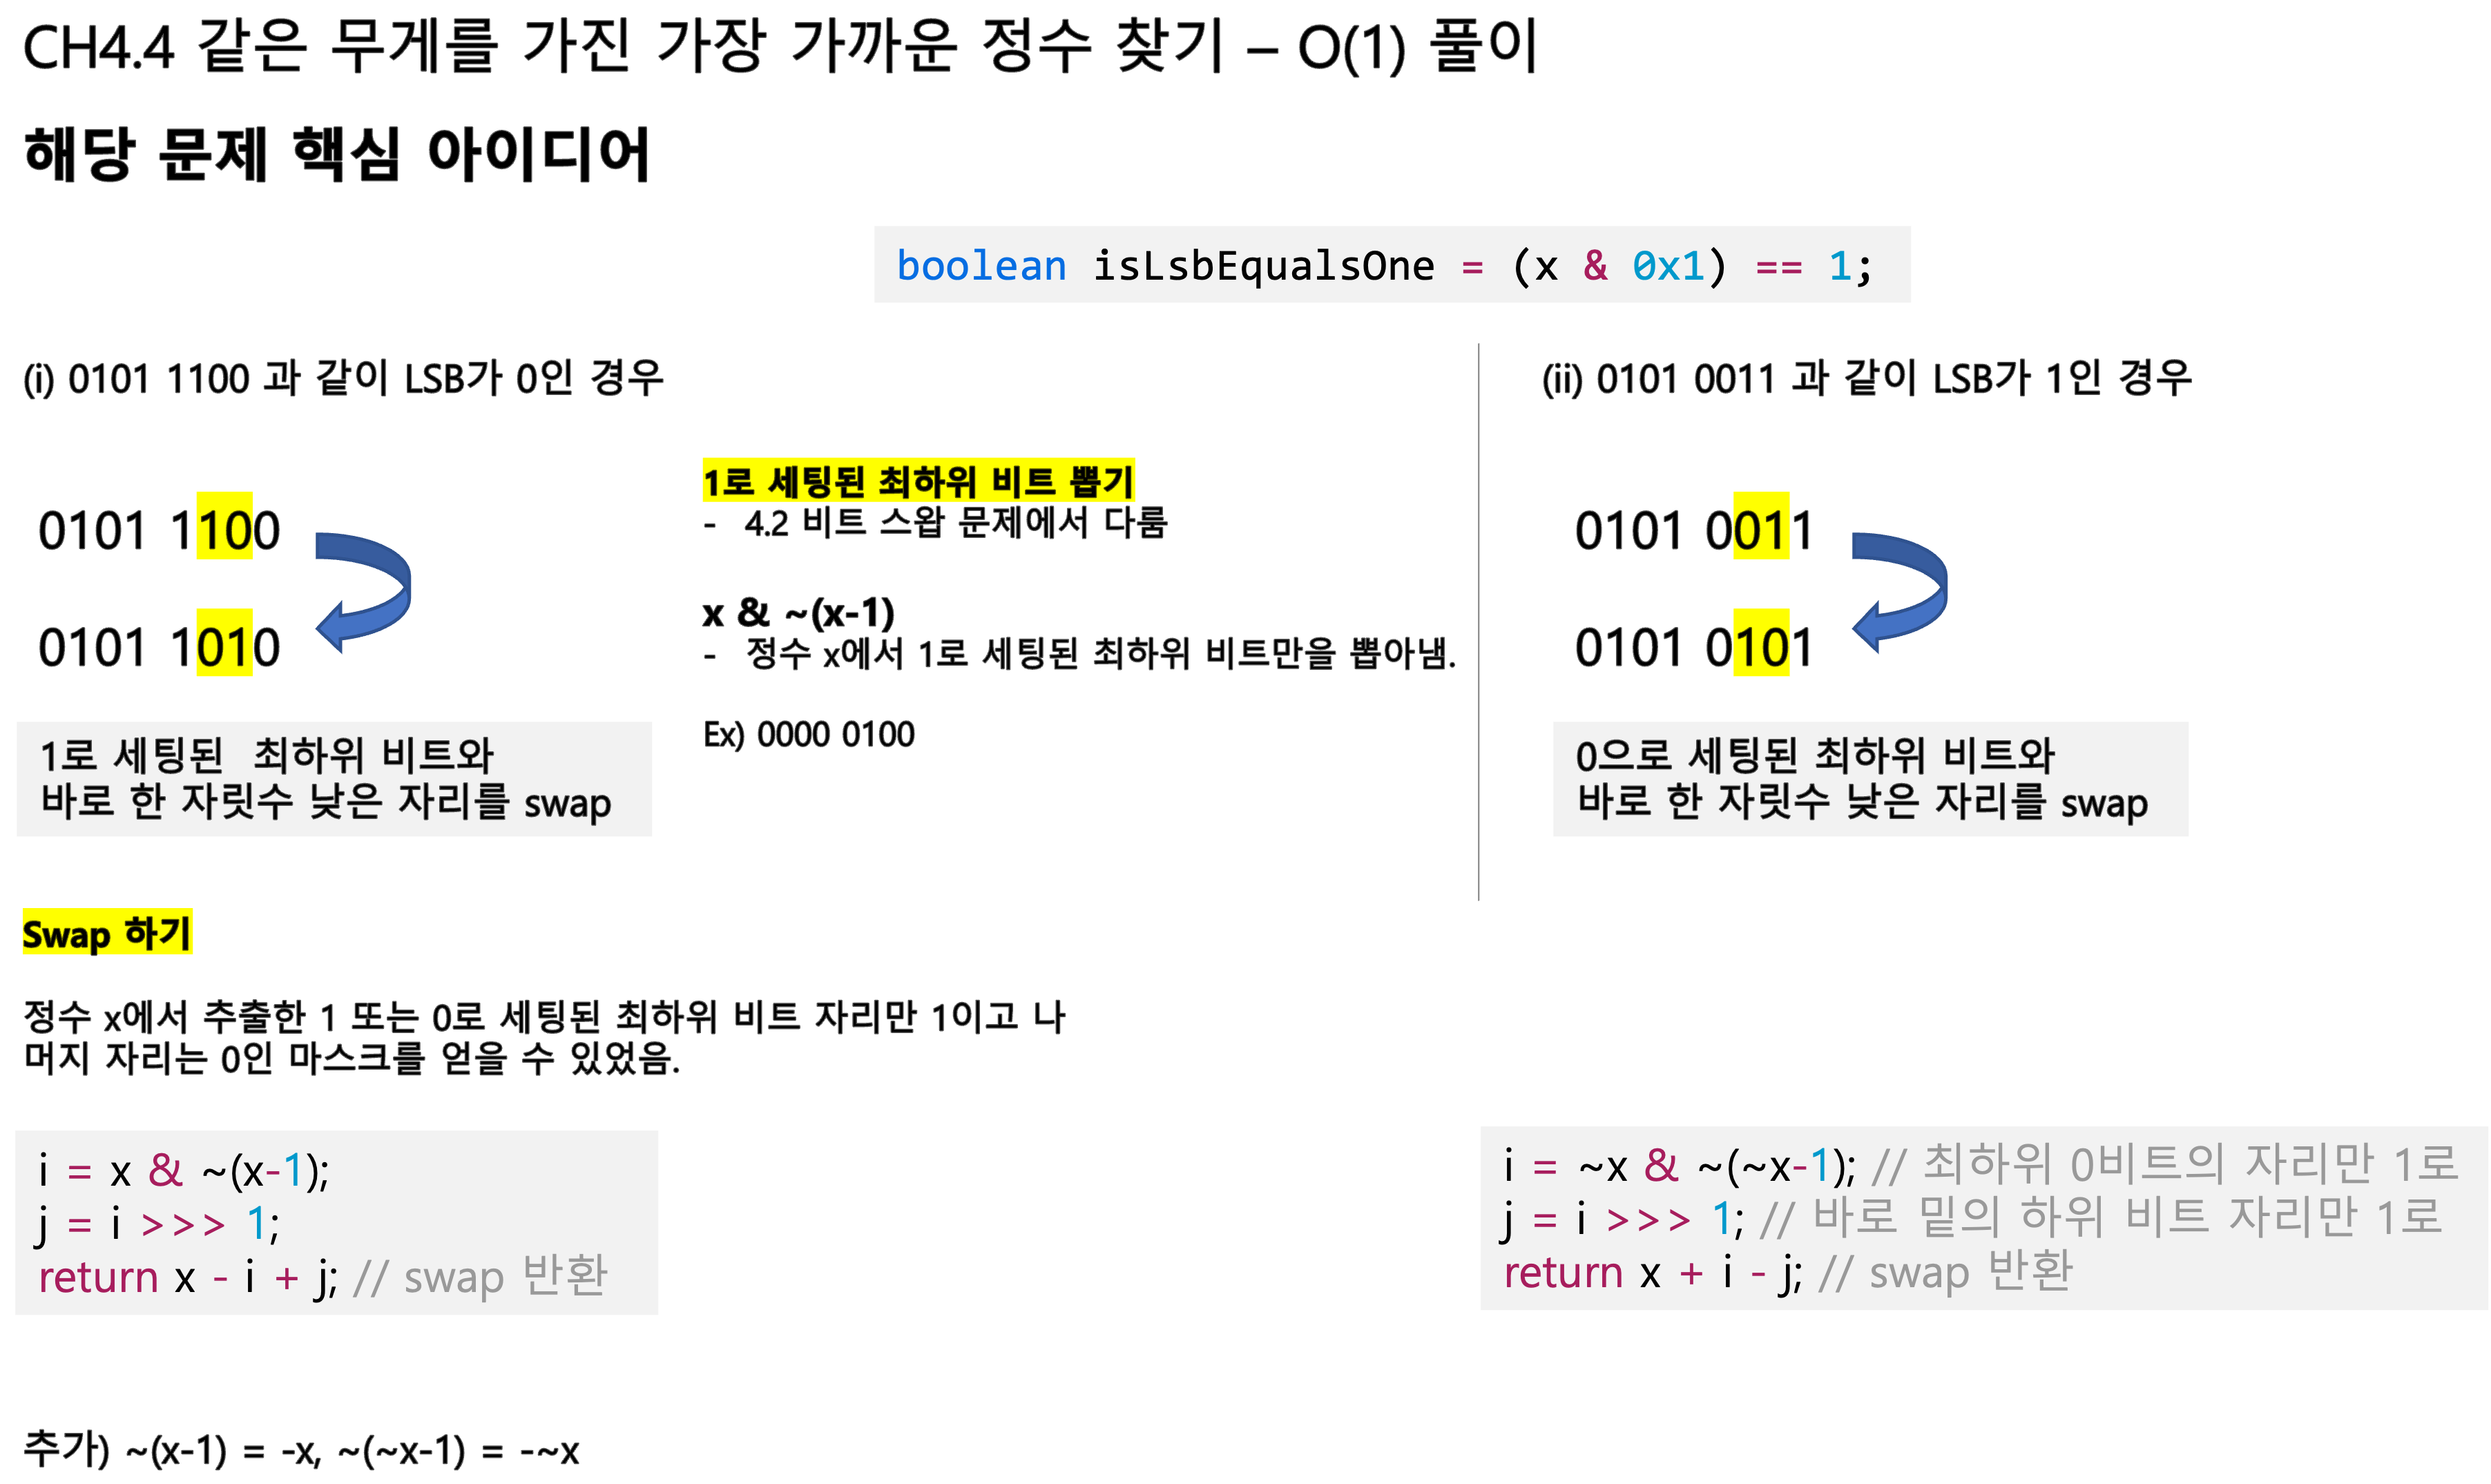 CH4.4 같은 무게를 가진 가장 가까운 정수 찾기 – O(1) 풀이
해당 문제 핵심 아이디어
boolean isLsbEqualsOne = (x & 0x1) == 1;
(i) 0101 1100 과 같이 LSB가 0인 경우
0101 1100
0101 1010
1로 세팅된  최하위 비트와
바로 한 자릿수 낮은 자리를 swap
1로 세팅된 최하위 비트 뽑기
- 4.2 비트 스왑 문제에서 다룸
x & ~(x-1)
- 정수 x에서 1로 세팅된 최하위 비트만을 뽑아냄.
Ex) 0000 0100
(ii) 0101 0011 과 같이 LSB가 1인 경우
0101 0011
0101 0101
0으로 세팅된 최하위 비트와
바로 한 자릿수 낮은 자리를 swap
Swap 하기
정수 x에서 추출한 1 또는 0로 세팅된 최하위 비트 자리만 1이고 나
머지 자리는 0인 마스크를 얻을 수 있었음.
i = x & ~(x-1);
j = i >>> 1;
return x - i + j; // swap 반환
i = ~x & ~(~x-1); // 최하위 0비트의 자리만 1로
j = i >>> 1; // 바로 밑의 하위 비트 자리만 1로
return x + i - j; // swap 반환
추가) ~(x-1) = -x, ~(~x-1) = -~x